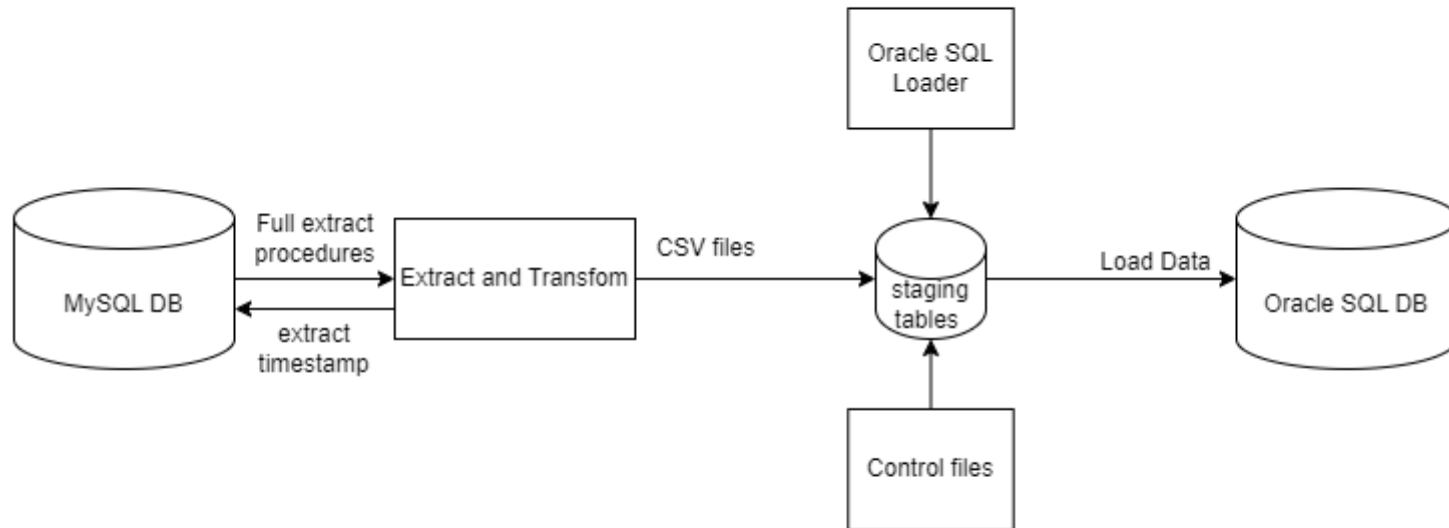 Oracle SQL
Loader
Full extract
procedures
CSV files
Extract and Transfom
Load Data
MySQL DB
staging
tables
Oracle SQL DB
extract
timestamp
Control files